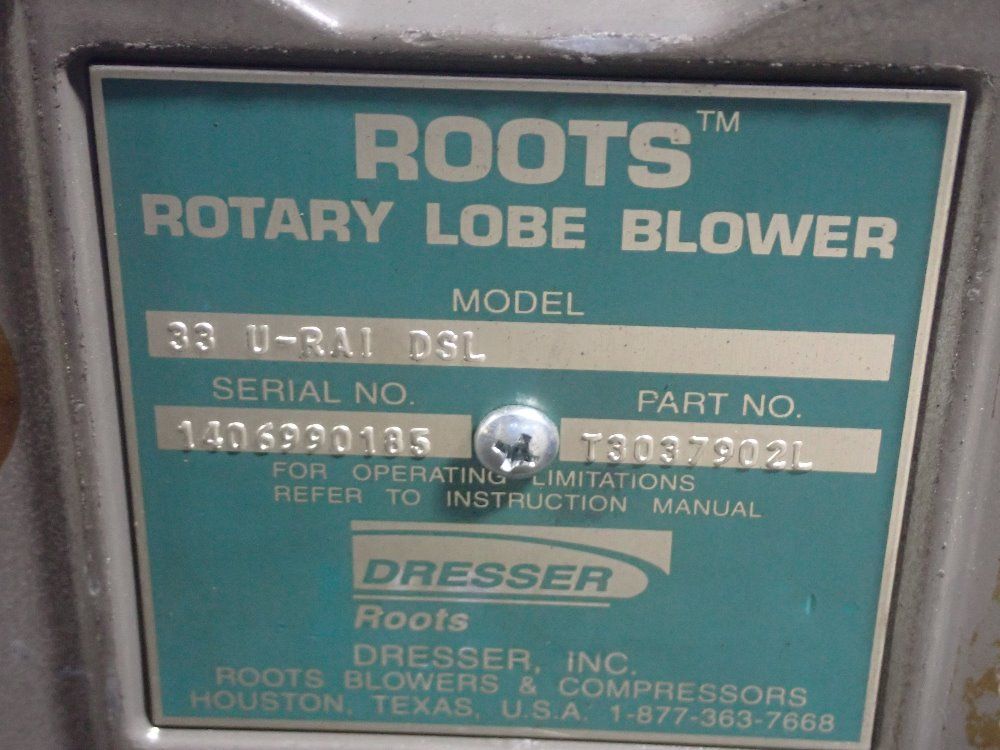 ROOTS™
ROTARY LOBE BLOWER
MODEL
33 U-RAI DSL
SERIAL NO. PART NO.
1406990185 T3037902L
FOR OPERATING LIMITATIONS
REFER TO INSTRUCTION MANUAL
DRESSER
Roots
DRESSER, INC.
ROOTS BLOWERS & COMPRESSORS
HOUSTON, TEXAS, U.S.A. 1-877-363-7668